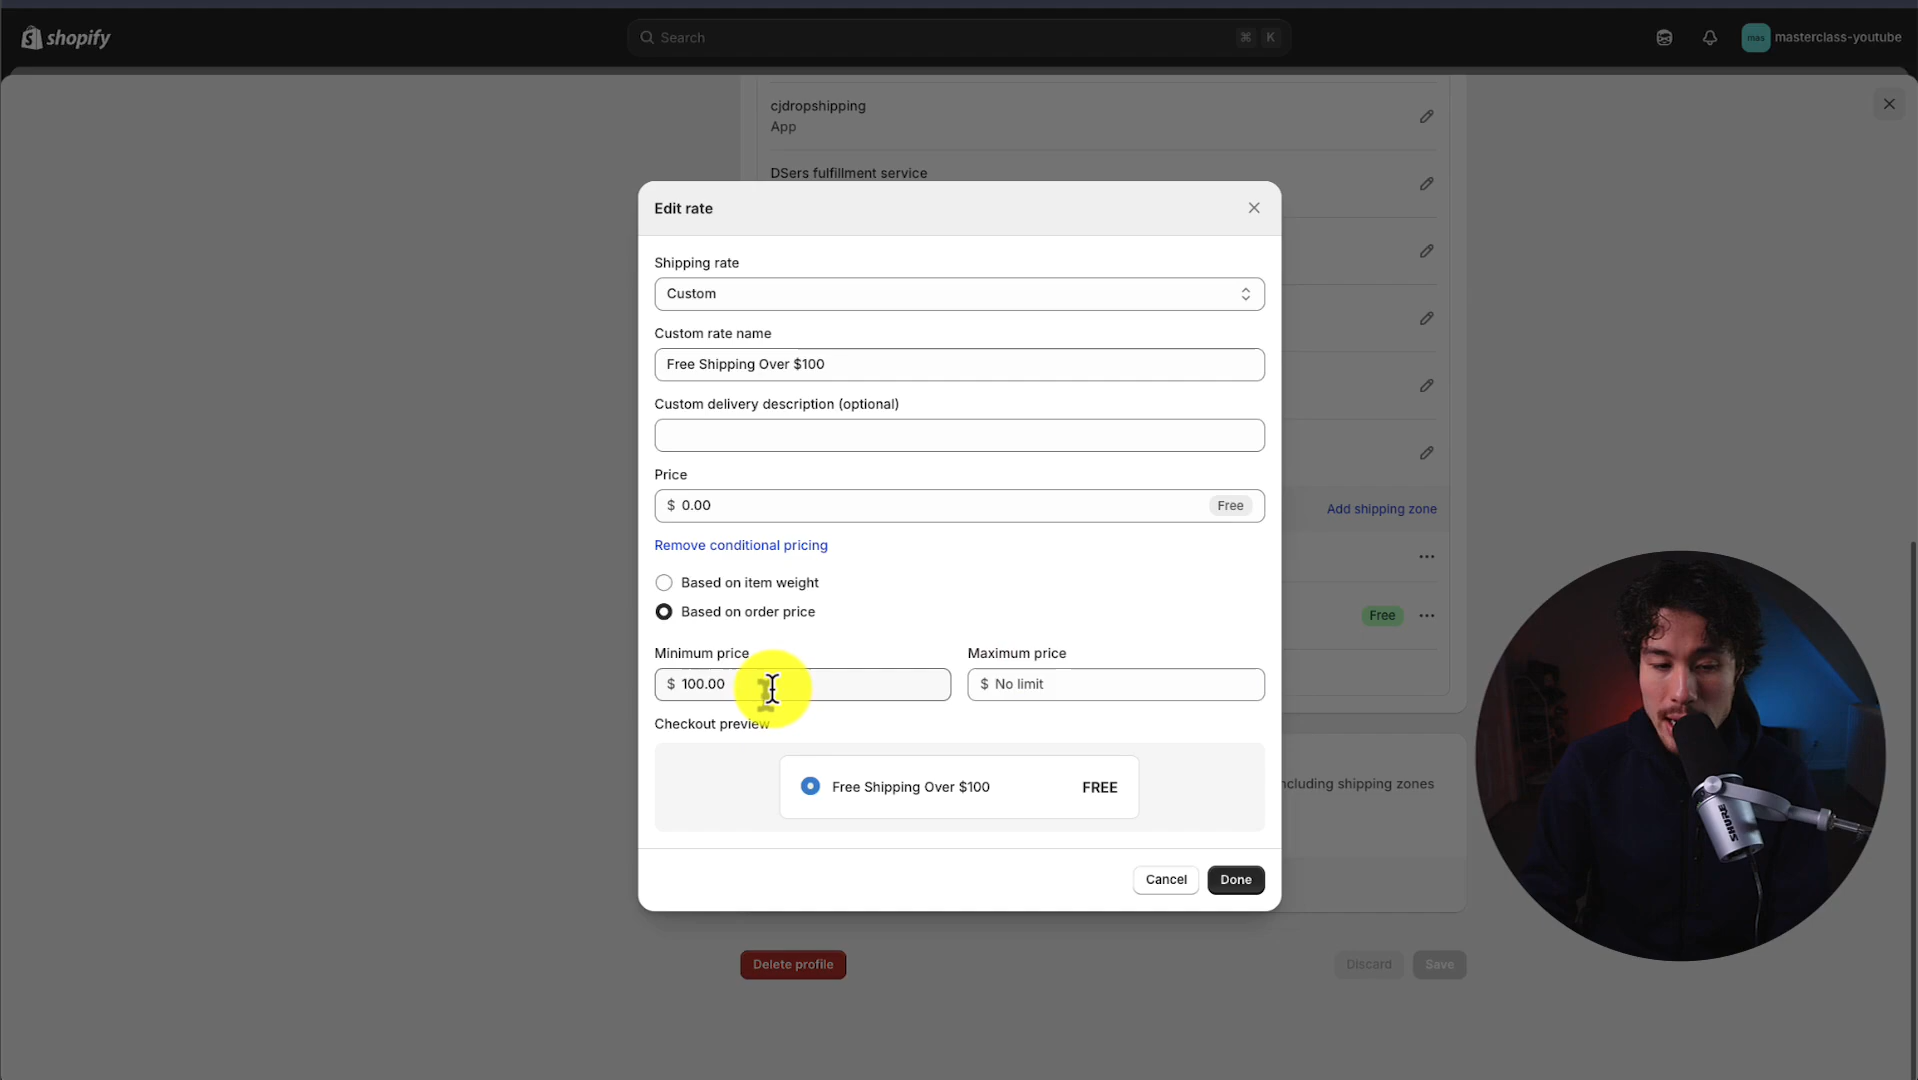 shopify
Search
⌘ K
mas
masterclass-youtube
cjdropshipping
App
DSers fulfillment service
Edit rate
Shipping rate
Custom
Custom rate name
Free Shipping Over $100
Custom delivery description (optional)
Price
$ 0.00
Free
Remove conditional pricing
Add shipping zone
Based on item weight
Based on order price
Free
Minimum price
Maximum price
$ 100.00
$ No limit
Checkout preview
Free Shipping Over $100
FREE
ncluding shipping zones
Cancel
Done
Delete profile
Discard
Save
SHURE